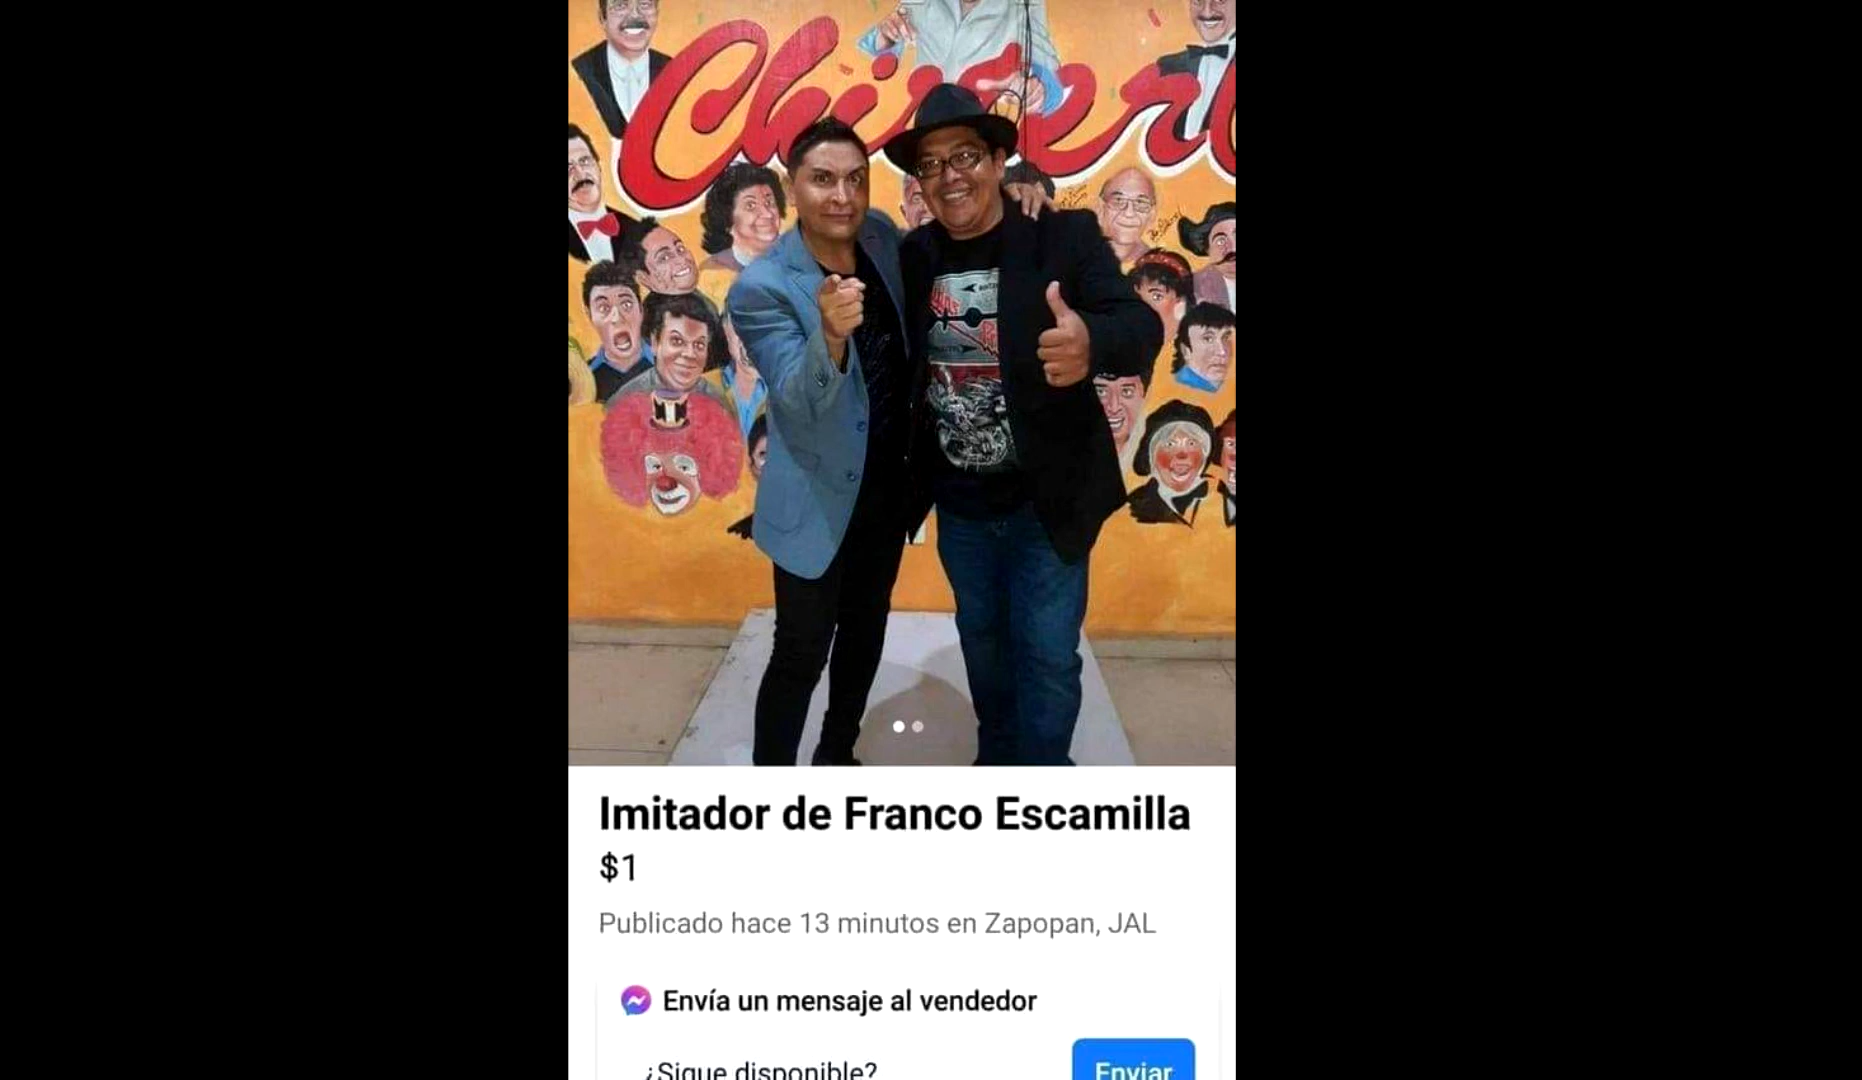 Imitador de Franco Escamilla
$1
Publicado hace 13 minutos en Zapopan, JAL
Envía un mensaje al vendedor
¿Sigue disponible?
Enviar